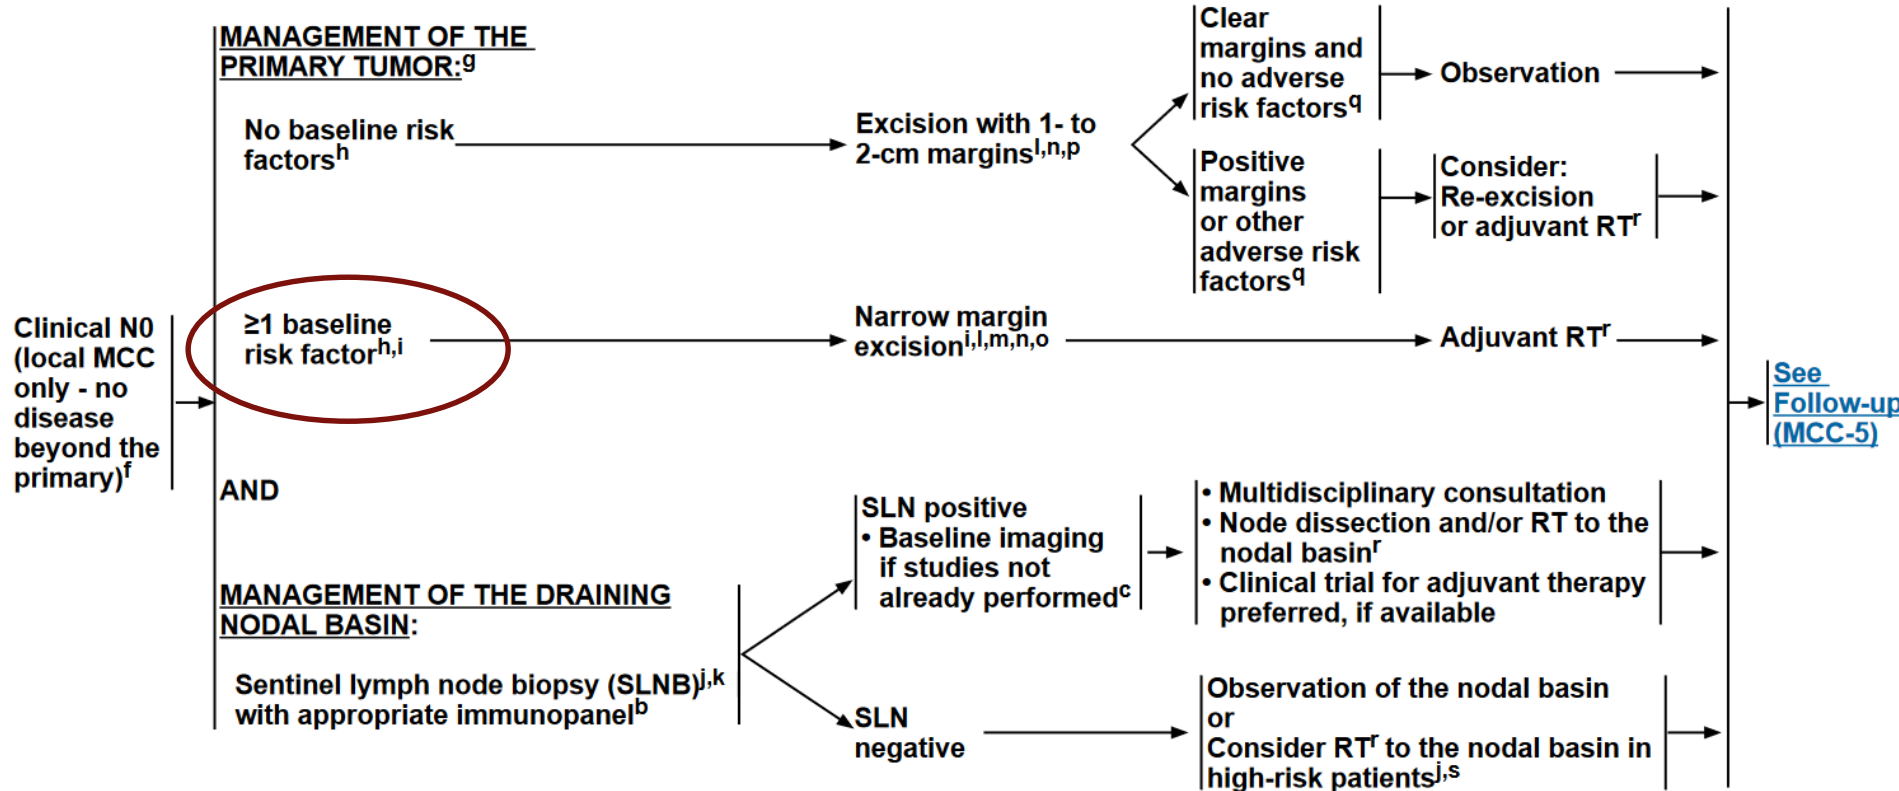 MANAGEMENT OF THE
PRIMARY TUMOR:g
No baseline risk
factorsh
Excision with 1- to
2-cm marginsl,n,p
Clear
margins and
no adverse
risk factorsq
Observation
Positive
margins
or other
adverse risk
factorsq
Consider:
Re-excision
or adjuvant RTr
Clinical N0
(local MCC
only - no
disease
beyond the
primary)f
≥1 baseline
risk factorh,i
Narrow margin
excisioni,l,m,n,o
Adjuvant RTr
See
Follow-up
(MCC-5)
AND
MANAGEMENT OF THE DRAINING
NODAL BASIN:
Sentinel lymph node biopsy (SLNB)j,k
with appropriate immunopanelb
SLN positive
• Baseline imaging
if studies not
already performedc
• Multidisciplinary consultation
• Node dissection and/or RT to the
nodal basinr
• Clinical trial for adjuvant therapy
preferred, if available
SLN
negative
Observation of the nodal basin
or
Consider RTr to the nodal basin in
high-risk patientsj,s